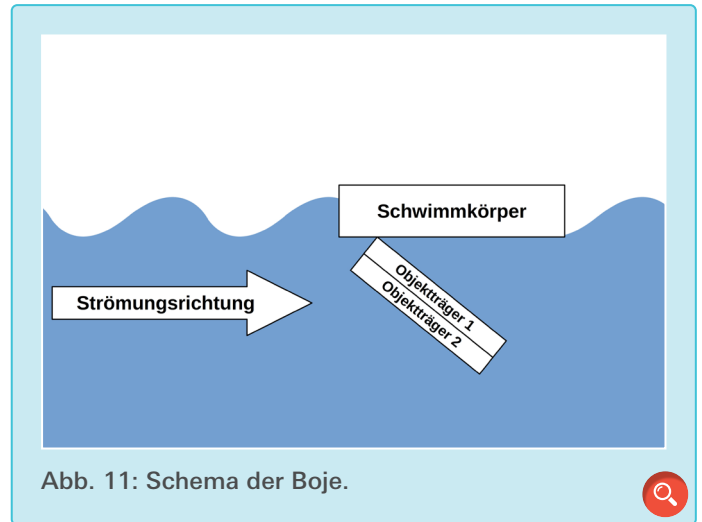 Schwimmkörper
Objektträger 1
Objektträger 2
Strömungsrichtung
Abb. 11: Schema der Boje.